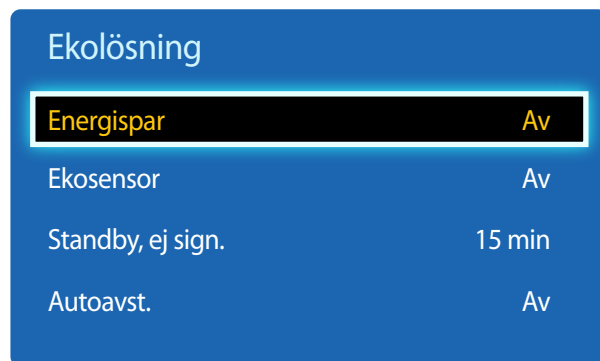 Ekolösning
Energispar Av
Ekosensor Av
Standby, ej sign. 15 min
Autoavst. Av